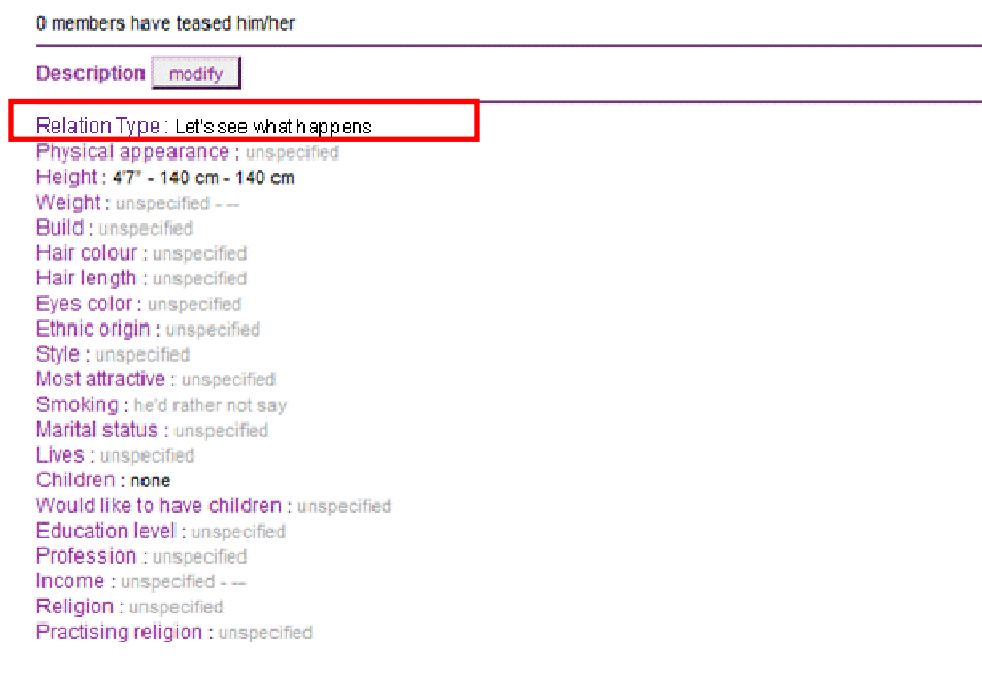 0 members have teased him/her
Description modify
Relation Type : Let's see what happens
Physical appearance : unspecified
Height : 4'7" - 140 cm - 140 cm
Weight : unspecified - --
Build : unspecified
Hair colour : unspecified
Hair length : unspecified
Eyes color : unspecified
Ethnic origin : unspecified
Style : unspecified
Most attractive : unspecified
Smoking : he'd rather not say
Marital status : unspecified
Lives : unspecified
Children : none
Would like to have children : unspecified
Education level : unspecified
Profession : unspecified
Income : unspecified - --
Religion : unspecified
Practising religion : unspecified